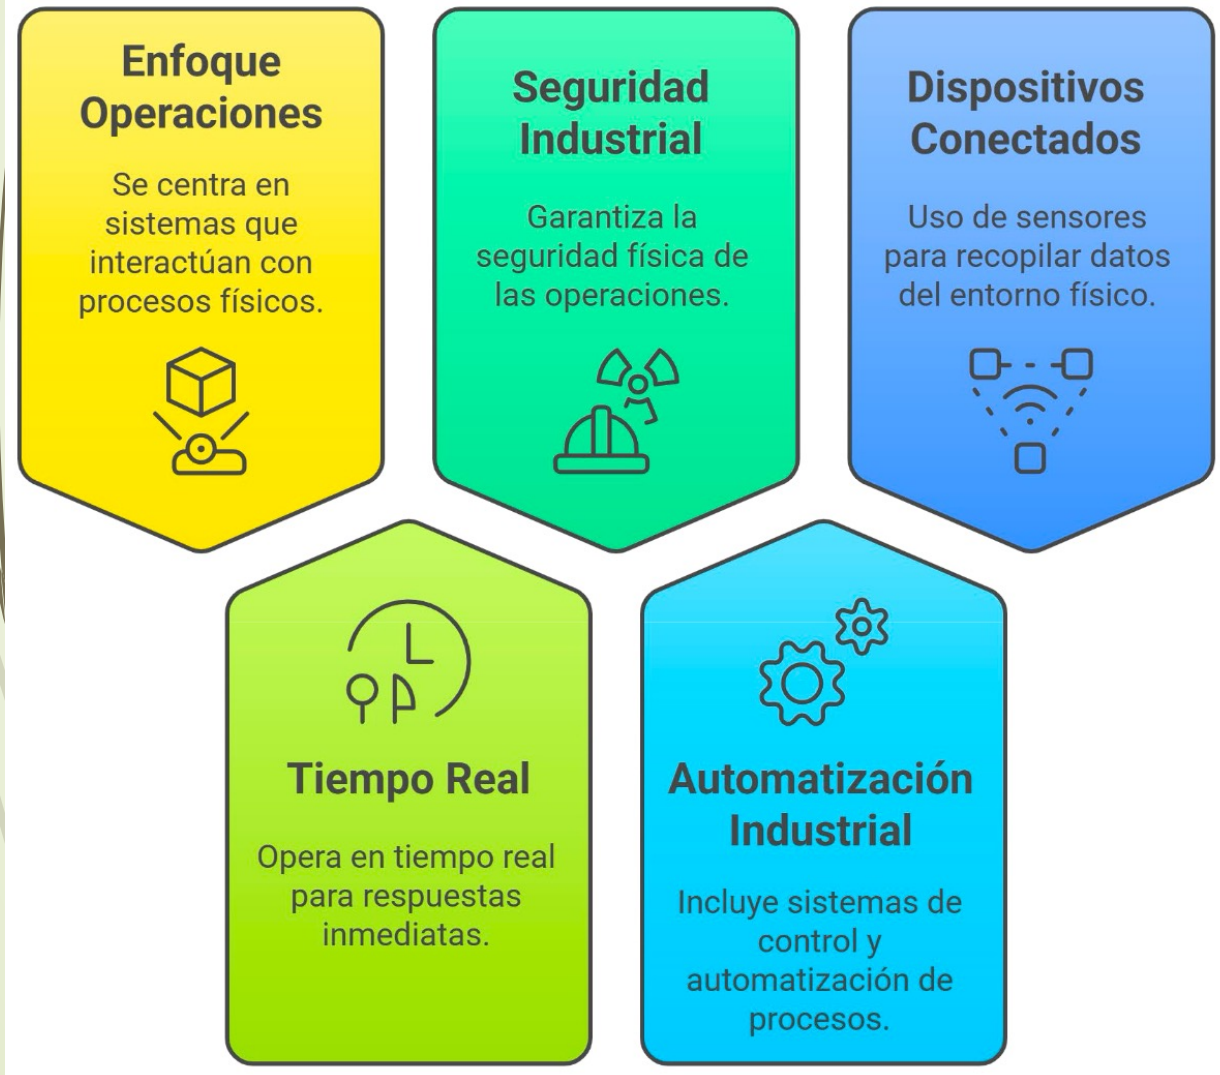 Enfoque
Operaciones
Se centra en
sistemas que
interactúan con
procesos físicos.
Seguridad
Industrial
Garantiza la
seguridad física de
las operaciones.
Dispositivos
Conectados
Uso de sensores
para recopilar datos
del entorno físico.
Tiempo Real
Opera en tiempo real
para respuestas
inmediatas.
Automatización
Industrial
Incluye sistemas de
control y
automatización de
procesos.